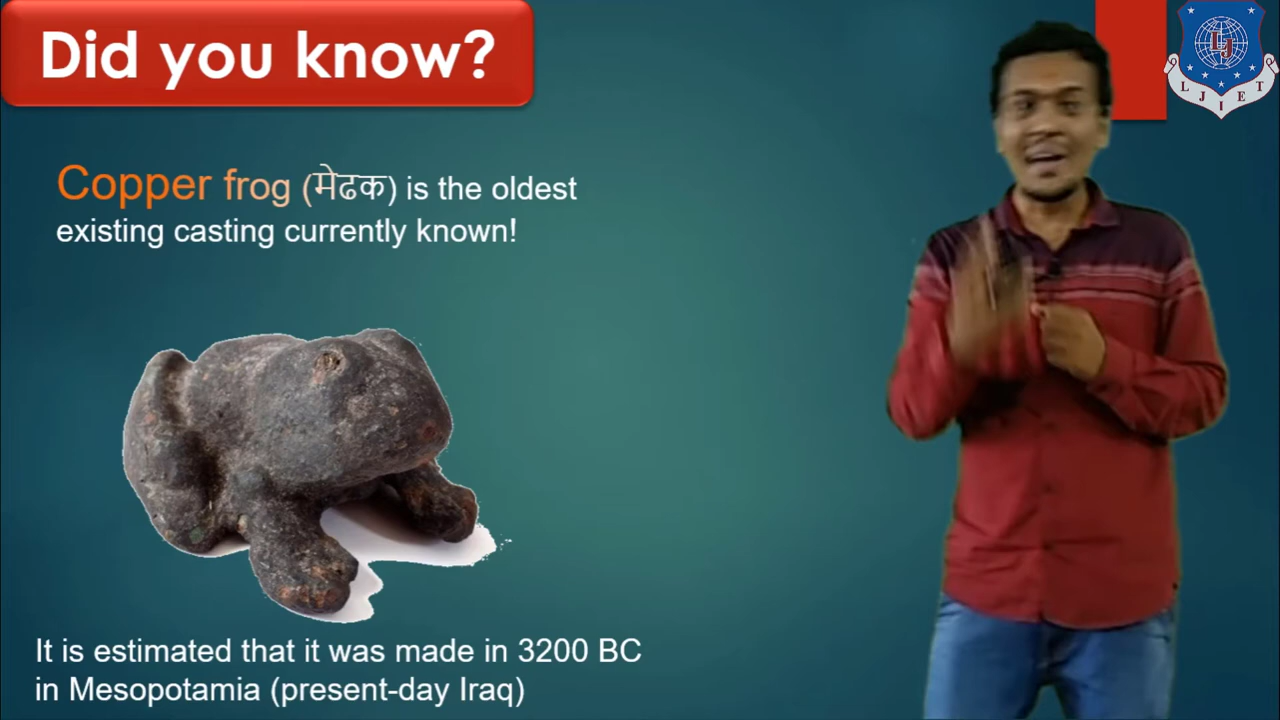 Did you know?
Copper frog (मेढक) is the oldest
existing casting currently known!
It is estimated that it was made in 3200 BC
in Mesopotamia (present-day Iraq)
LJ
L J I E T